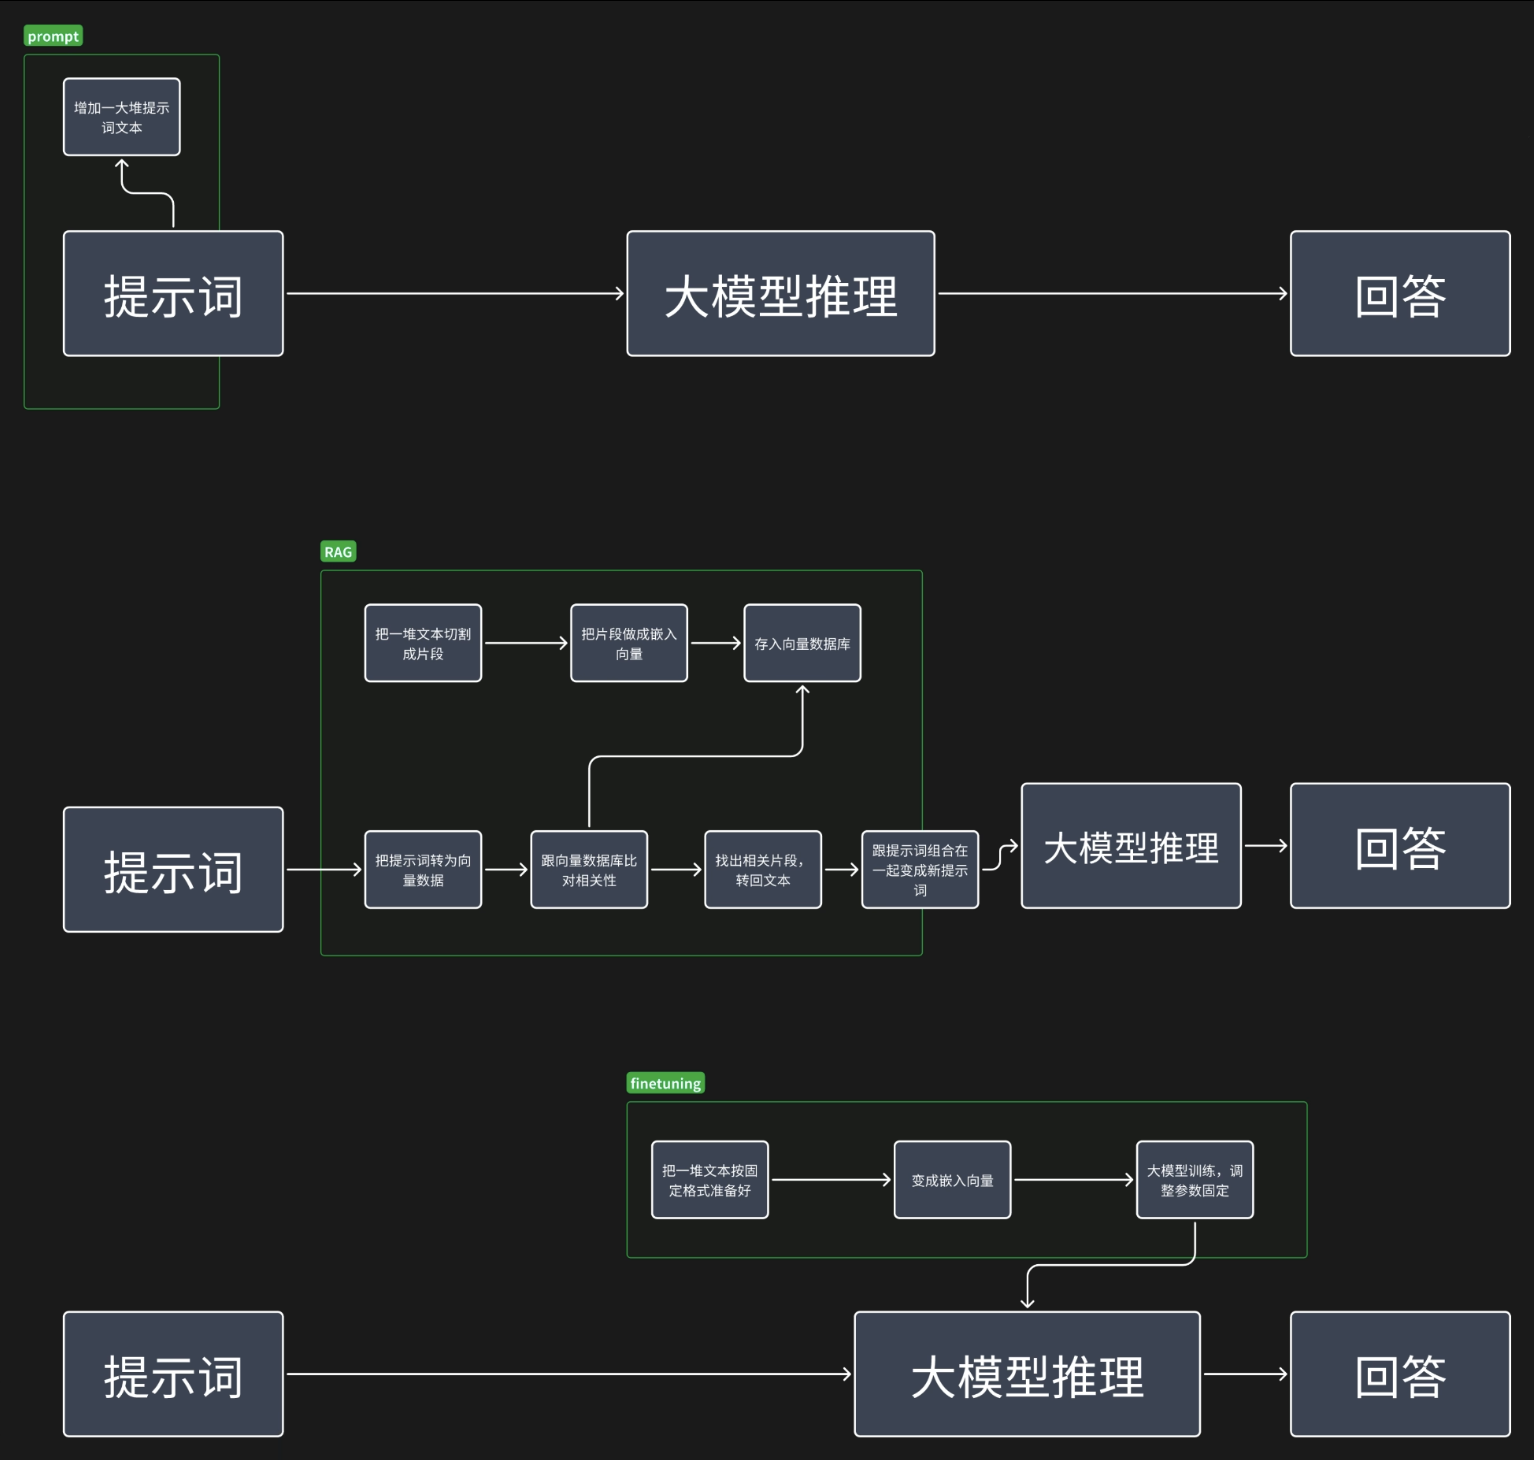 prompt
增加一大堆提示
词文本
提示词
大模型推理
回答
RAG
把一堆文本切割
成片段
把片段做成嵌入
向量
存入向量数据库
提示词
把提示词转为向
量数据
跟向量数据库比
对相关性
找出相关片段，
转回文本
跟提示词组合在
一起变成新提示
词
大模型推理
回答
finetuning
把一堆文本按固
定格式准备好
变成嵌入向量
大模型训练，调
整参数固定
提示词
大模型推理
回答